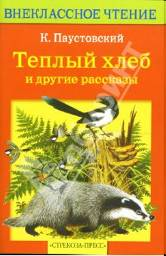 ВНЕКЛАССНОЕ ЧТЕНИЕ
К. Паустовский
Теплый хлеб
и другие рассказы
«СТРЕКОЗА-ПРЕСС»